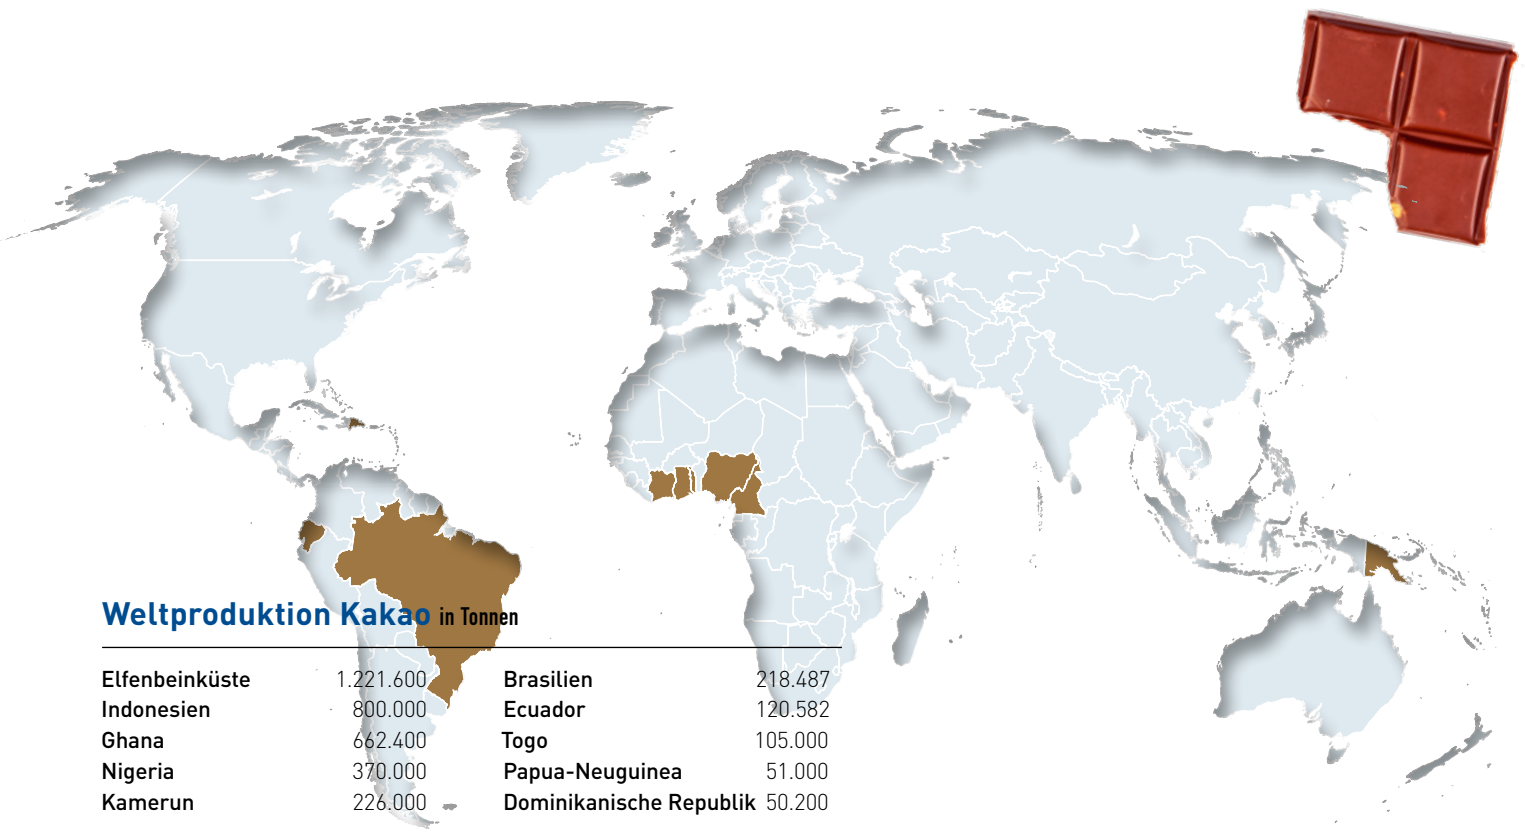 Weltproduktion Kakao in Tonnen
Elfenbeinküste 1.221.600
Indonesien 800.000
Ghana 662.400
Nigeria 370.000
Kamerun 226.000
Brasilien 218.487
Ecuador 120.582
Togo 105.000
Papua-Neuguinea 51.000
Dominikanische Republik 50.200